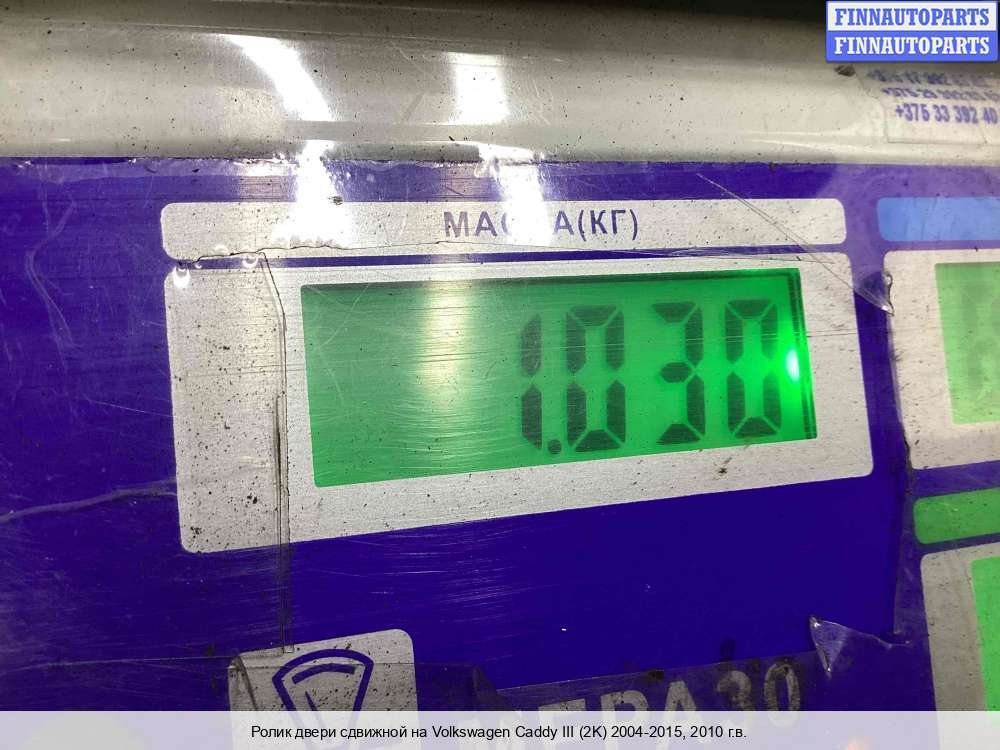 FINNAUTOPARTS
FINNAUTOPARTS
+375 33 392 40
МАССА(КГ)
1.030
Ролик двери сдвижной на Volkswagen Caddy III (2K) 2004-2015, 2010 г.в.